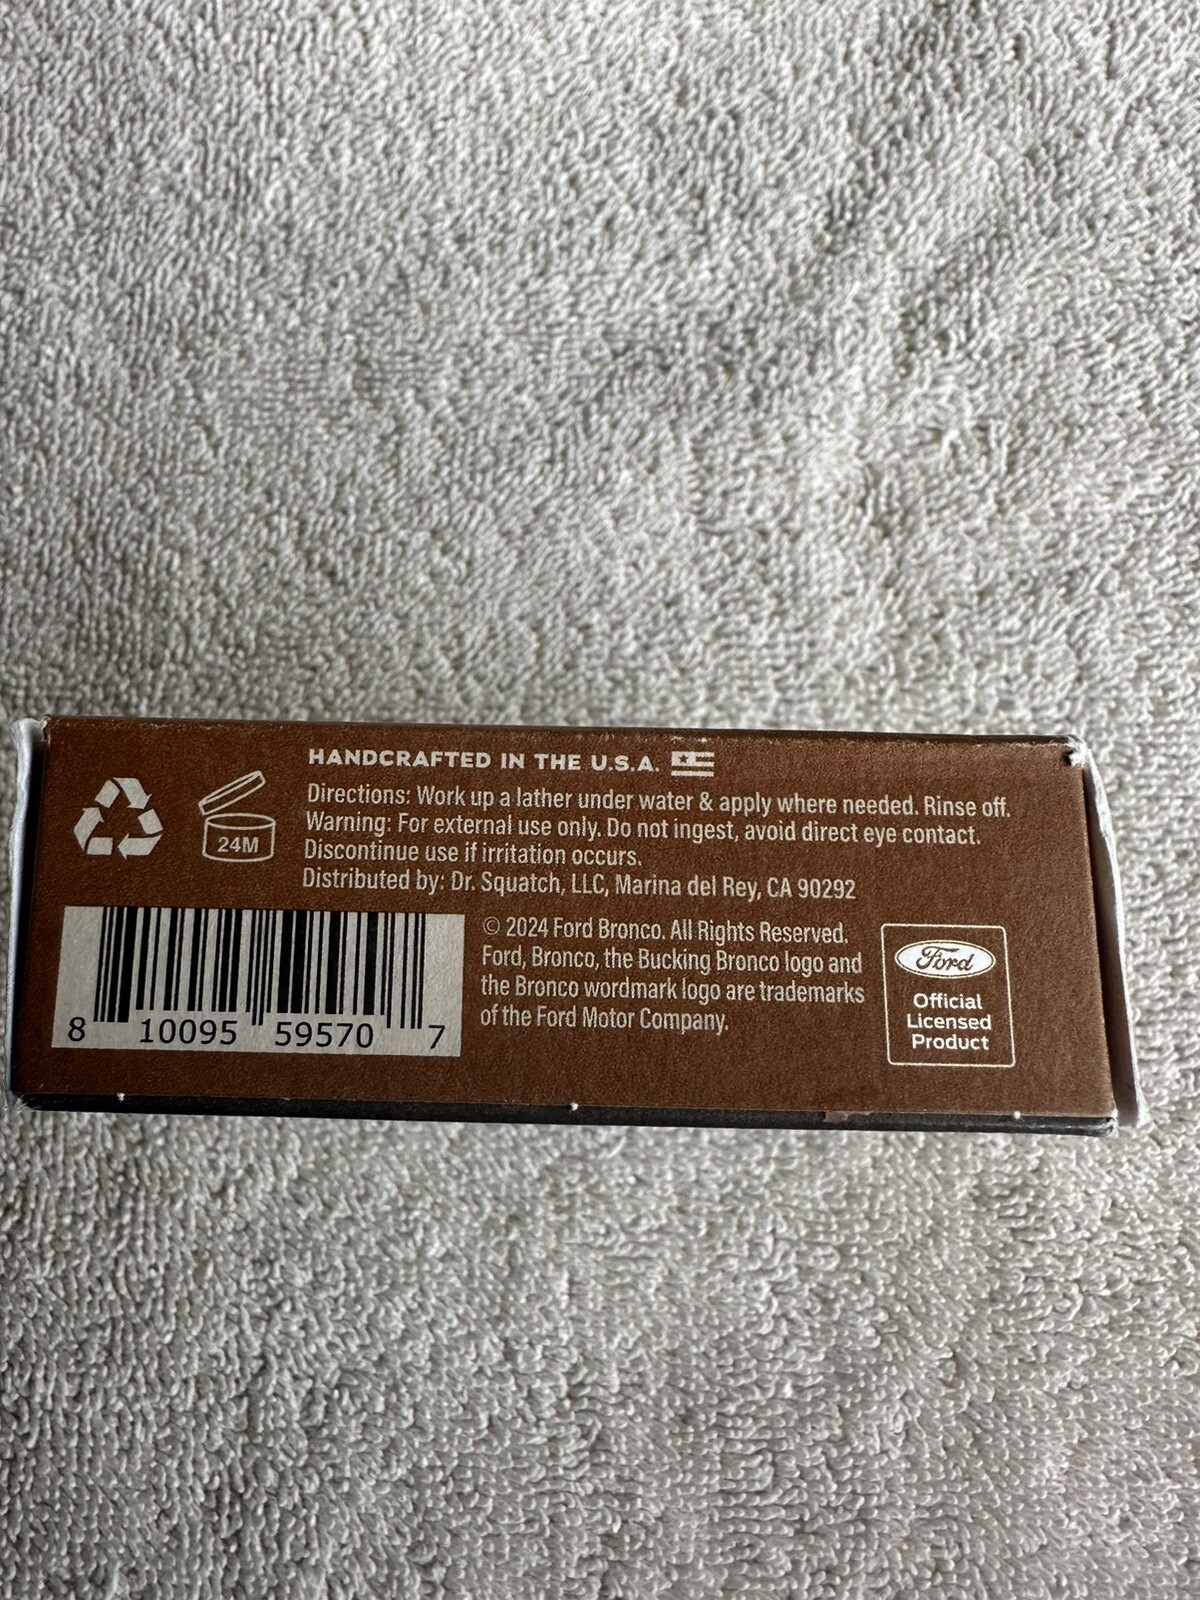 HANDCRAFTED IN THE U.S.A.
Directions: Work up a lather under water & apply where needed. Rinse off.
Warning: For external use only. Do not ingest, avoid direct eye contact.
Discontinue use if irritation occurs.
Distributed by: Dr. Squatch, LLC, Marina del Rey, CA 90292
24M
8 10095 59570 7
© 2024 Ford Bronco. All Rights Reserved.
Ford, Bronco, the Bucking Bronco logo and
the Bronco wordmark logo are trademarks
of the Ford Motor Company.
Ford
Official
Licensed
Product